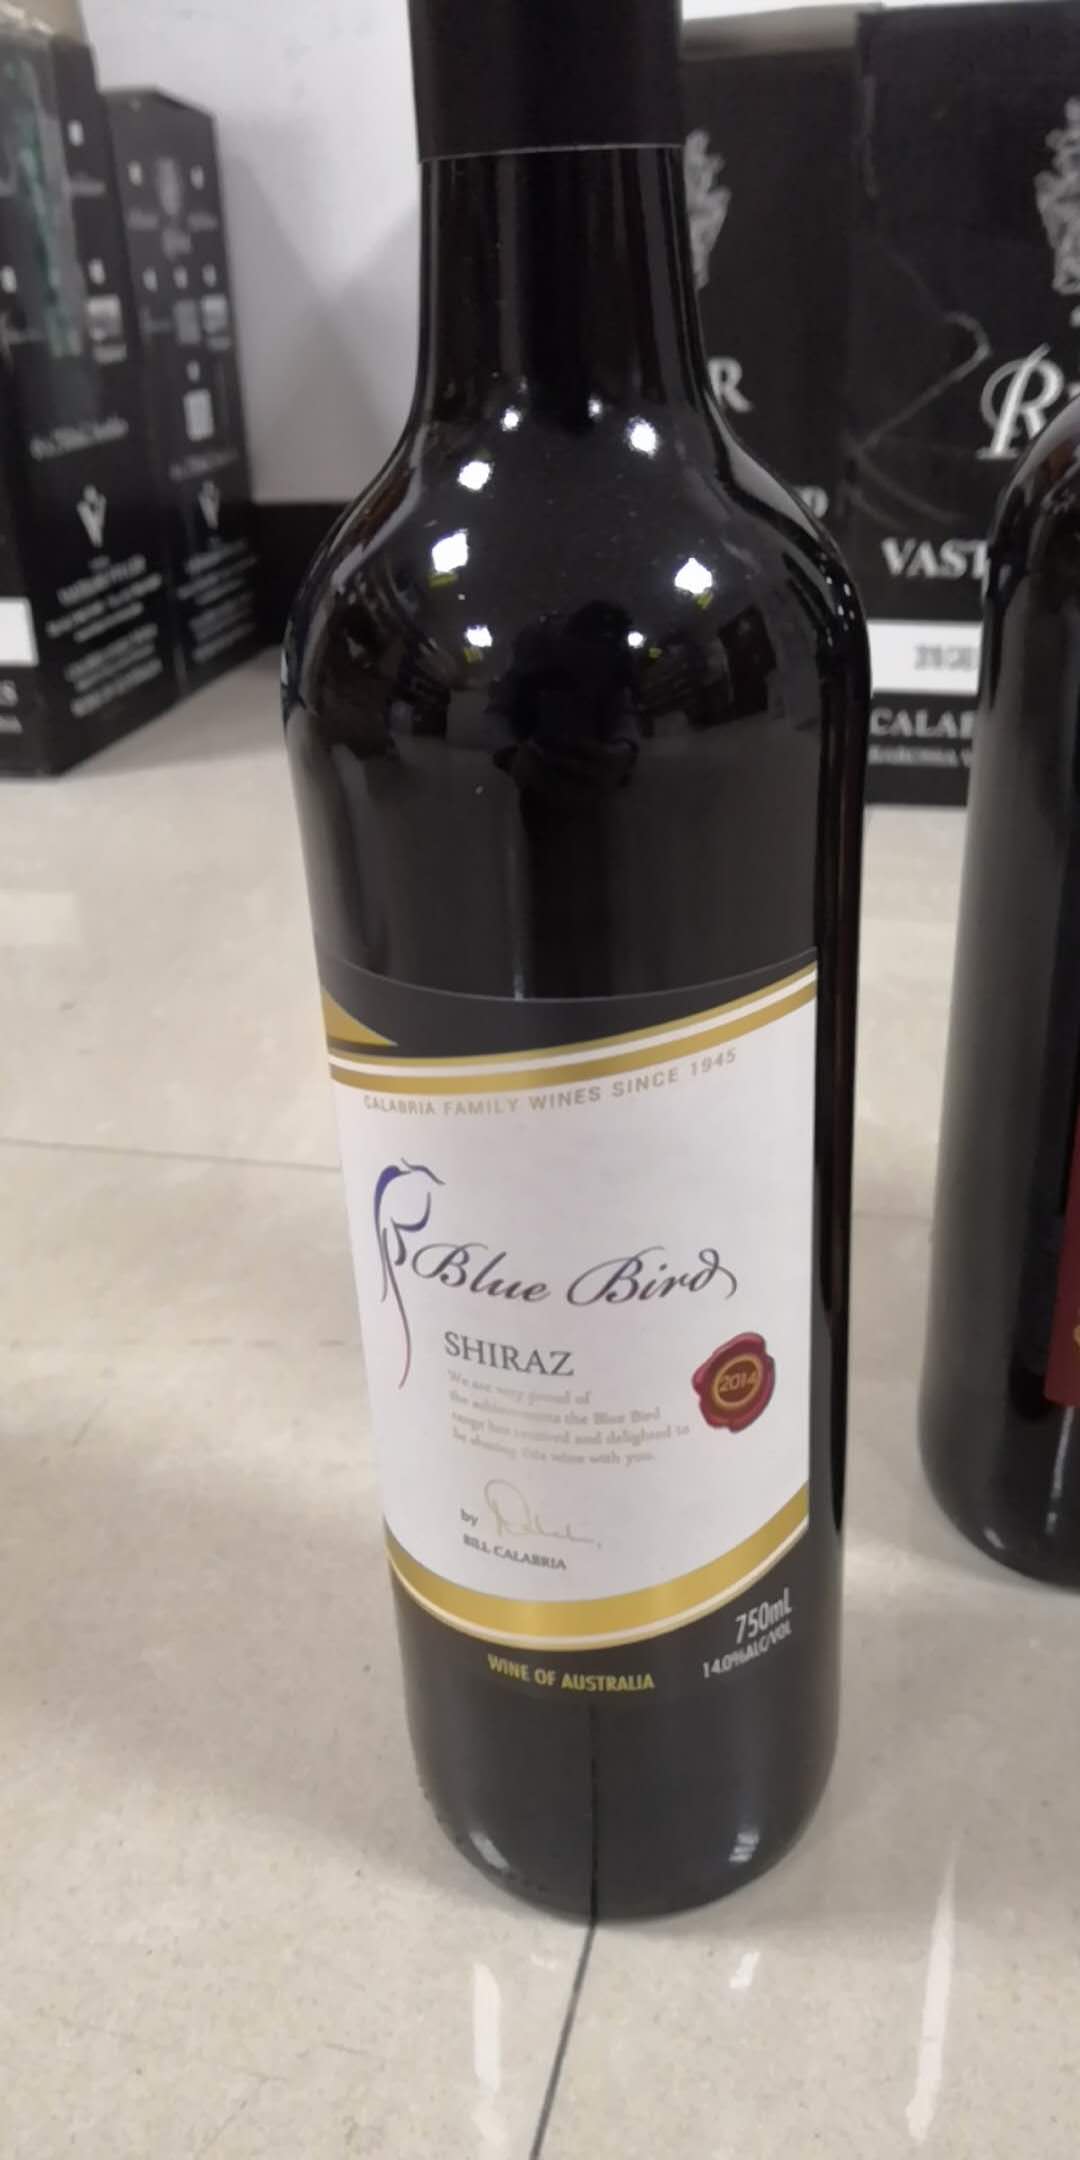 R
VAST
CALAB
CALABRIA FAMILY WINES SINCE 1945
Blue Bird
SHIRAZ
2014
We are very proud of
the achievements the Blue Bird
range has received and delighted to
be sharing this wine with you.
by
BILL CALABRIA
750mL
14.0%ALC/VOL
WINE OF AUSTRALIA